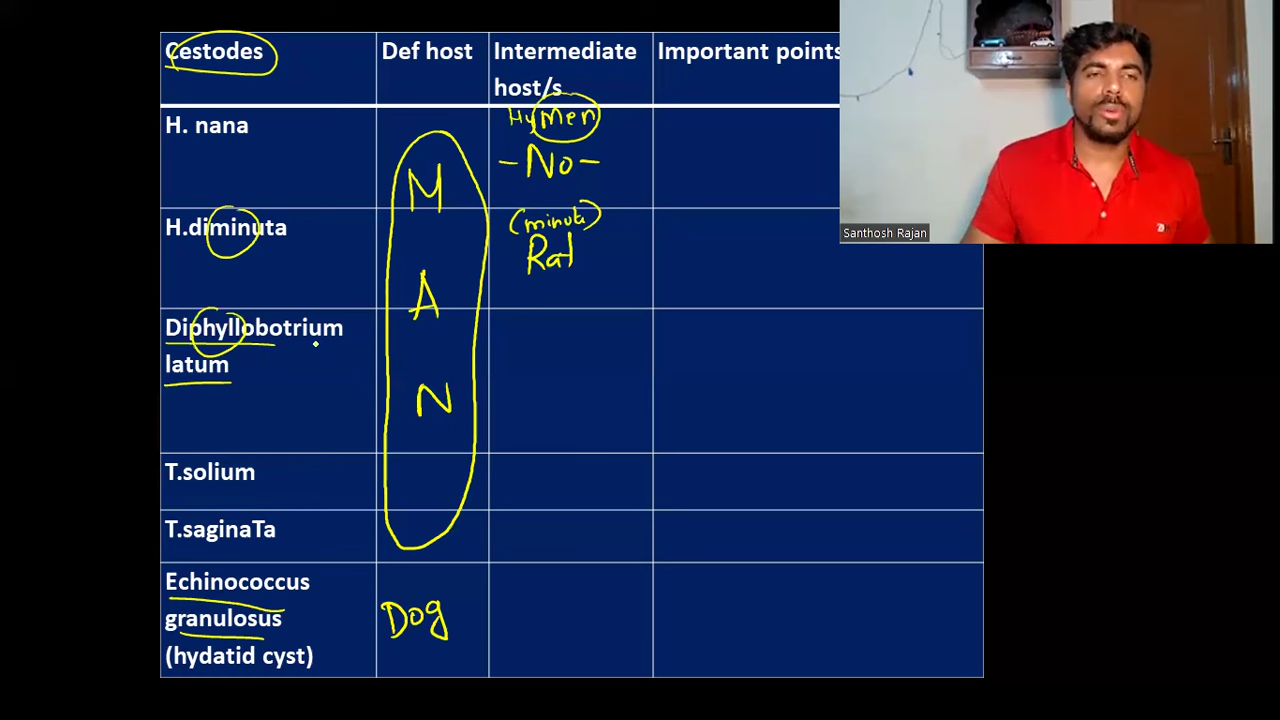 Cestodes
Def host
Intermediate
host/s
Important points
H. nana
Hymen
-No-
H.diminuta
(minute)
Rat
Diphyllobotrium
latum
M
A
N
T.solium
T.saginaTa
Echinococcus
granulosus
(hydatid cyst)
Dog
Santhosh Rajan